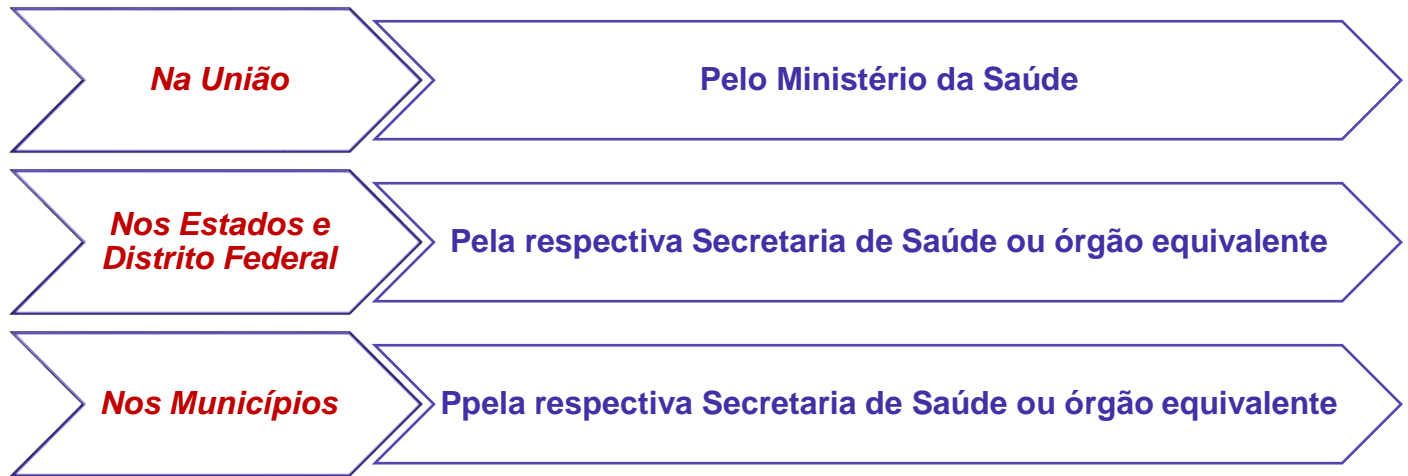 Na União
Pelo Ministério da Saúde
Nos Estados e
Distrito Federal
Pela respectiva Secretaria de Saúde ou órgão equivalente
Nos Municípios
Ppela respectiva Secretaria de Saúde ou órgão equivalente